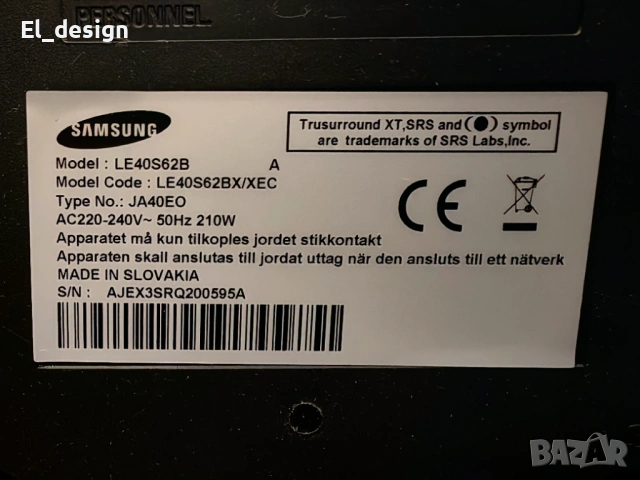 El_design
PERSONNEL.
SAMSUNG
Trusurround XT,SRS and (●) symbol
are trademarks of SRS Labs,Inc.
Model : LE40S62B A
Model Code : LE40S62BX/XEC
Type No.: JA40EO
AC220-240V~ 50Hz 210W
Apparatet må kun tilkoples jordet stikkontakt
Apparaten skall anslutas till jordat uttag när den ansluts till ett nätverk
MADE IN SLOVAKIA
S/N : AJEX3SRQ200595A
CE
BAZAR